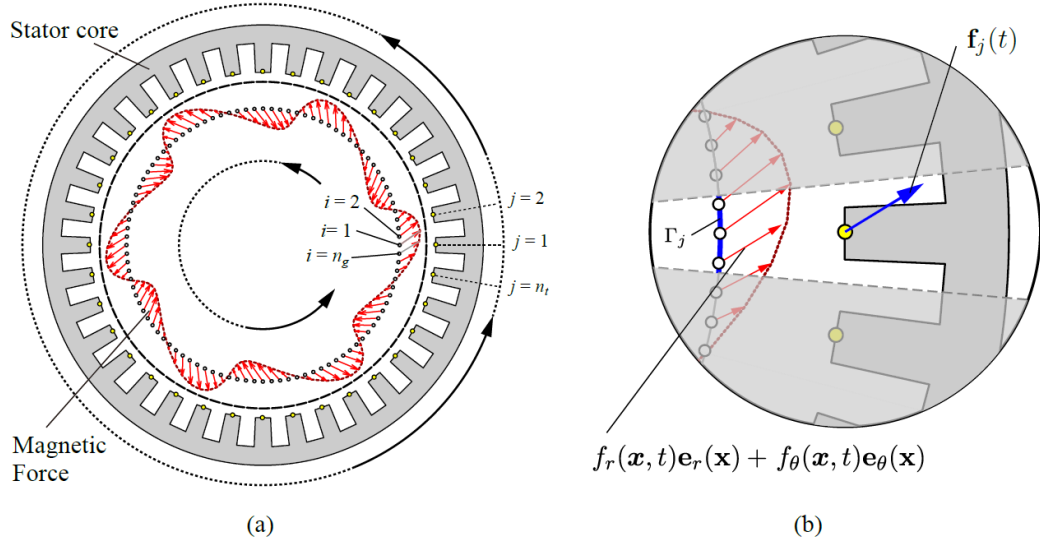 Stator core
i = 2
i = 1
i = n_g
j = 2
j = 1
j = n_t
Magnetic
Force
(a)
f_j(t)
Γ_j
f_r(x, t)e_r(x) + f_θ(x, t)e_θ(x)
(b)